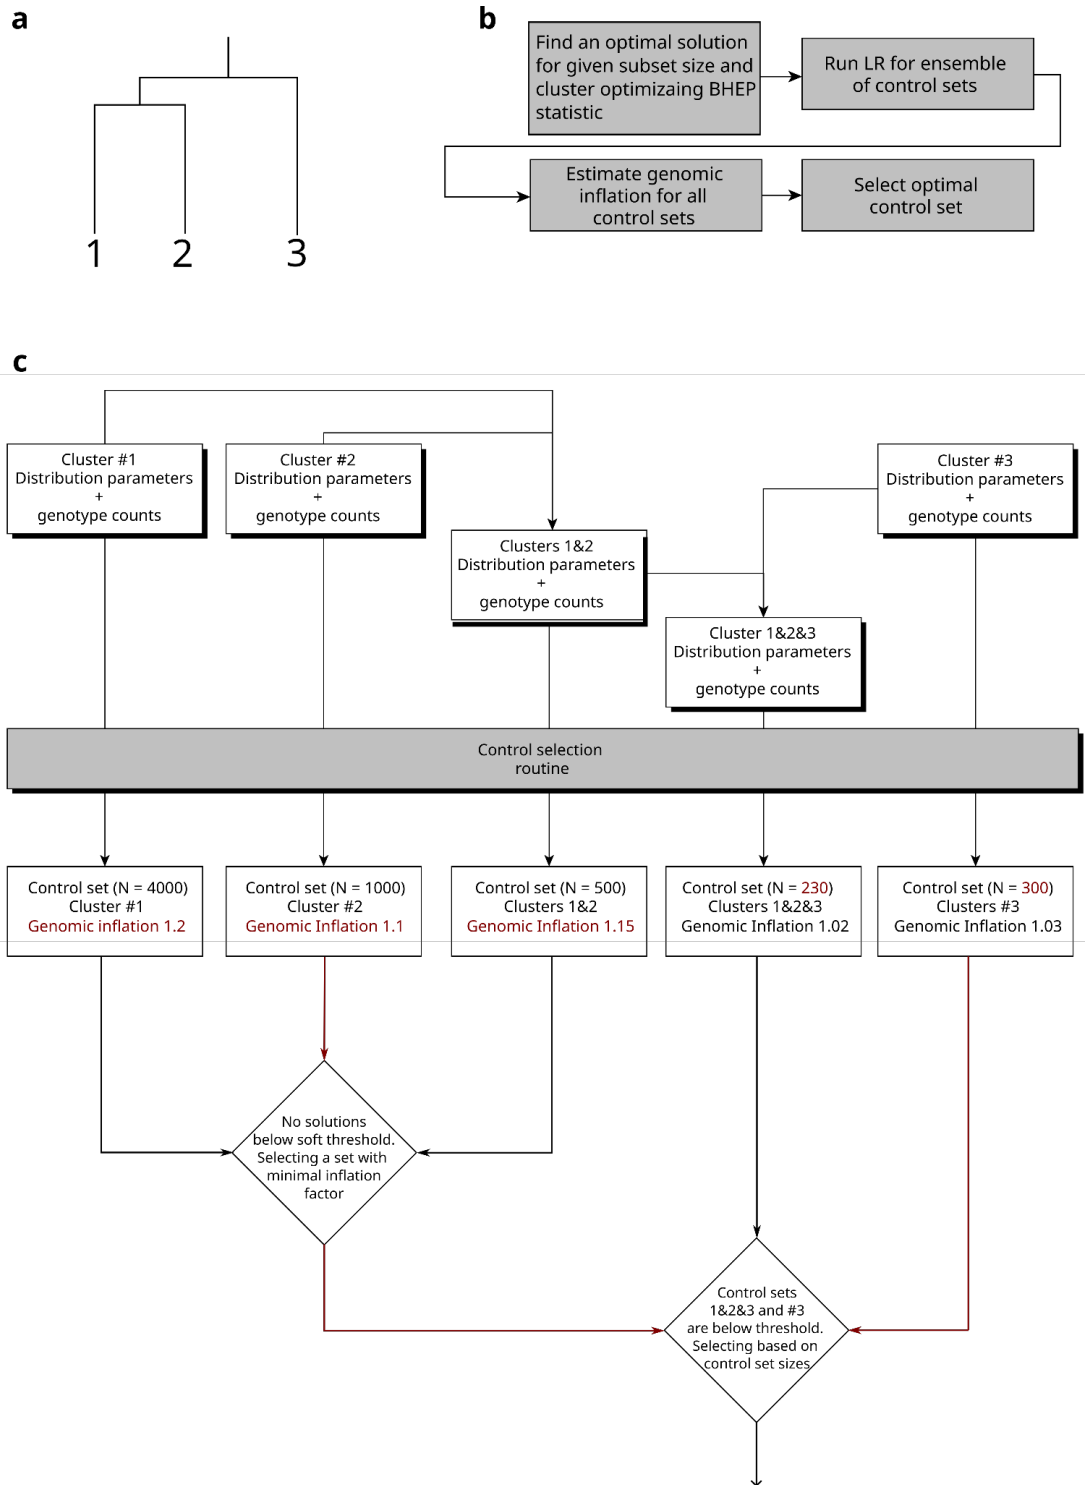 a
1 2 3
b
Find an optimal solution
for given subset size and
cluster optimizaing BHEP
statistic
Run LR for ensemble
of control sets
Estimate genomic
inflation for all
control sets
Select optimal
control set
c
Cluster #1
Distribution parameters
+
genotype counts
Cluster #2
Distribution parameters
+
genotype counts
Cluster #3
Distribution parameters
+
genotype counts
Clusters 1&2
Distribution parameters
+
genotype counts
Cluster 1&2&3
Distribution parameters
+
genotype counts
Control selection
routine
Control set (N = 4000)
Cluster #1
Genomic inflation 1.2
Control set (N = 1000)
Cluster #2
Genomic Inflation 1.1
Control set (N = 500)
Clusters 1&2
Genomic Inflation 1.15
Control set (N = 230)
Clusters 1&2&3
Genomic Inflation 1.02
Control set (N = 300)
Clusters #3
Genomic Inflation 1.03
No solutions
below soft threshold.
Selecting a set with
minimal inflation
factor
Control sets
1&2&3 and #3
are below threshold.
Selecting based on
control set sizes